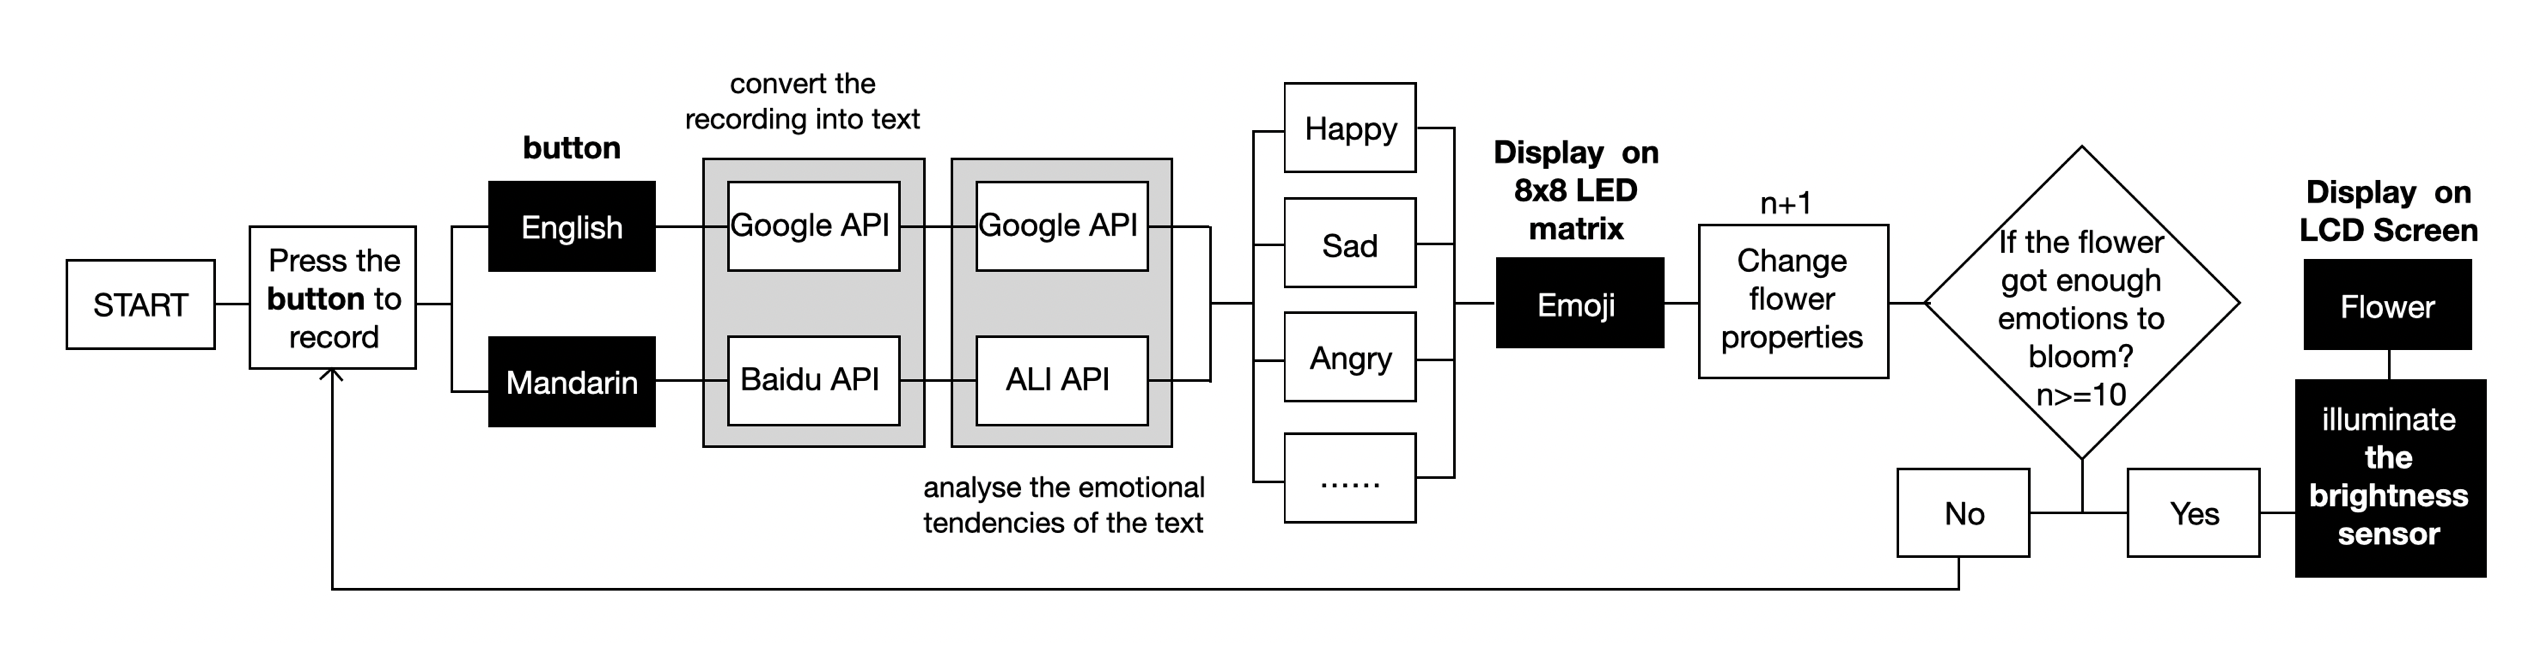 START
Press the
button to
record
button
English
Mandarin
convert the
recording into text
Google API
Baidu API
Google API
ALI API
analyse the emotional
tendencies of the text
Happy
Sad
Angry
......
Display on
8x8 LED
matrix
Emoji
n+1
Change
flower
properties
If the flower
got enough
emotions to
bloom?
n>=10
No
Yes
Display on
LCD Screen
Flower
illuminate
the
brightness
sensor